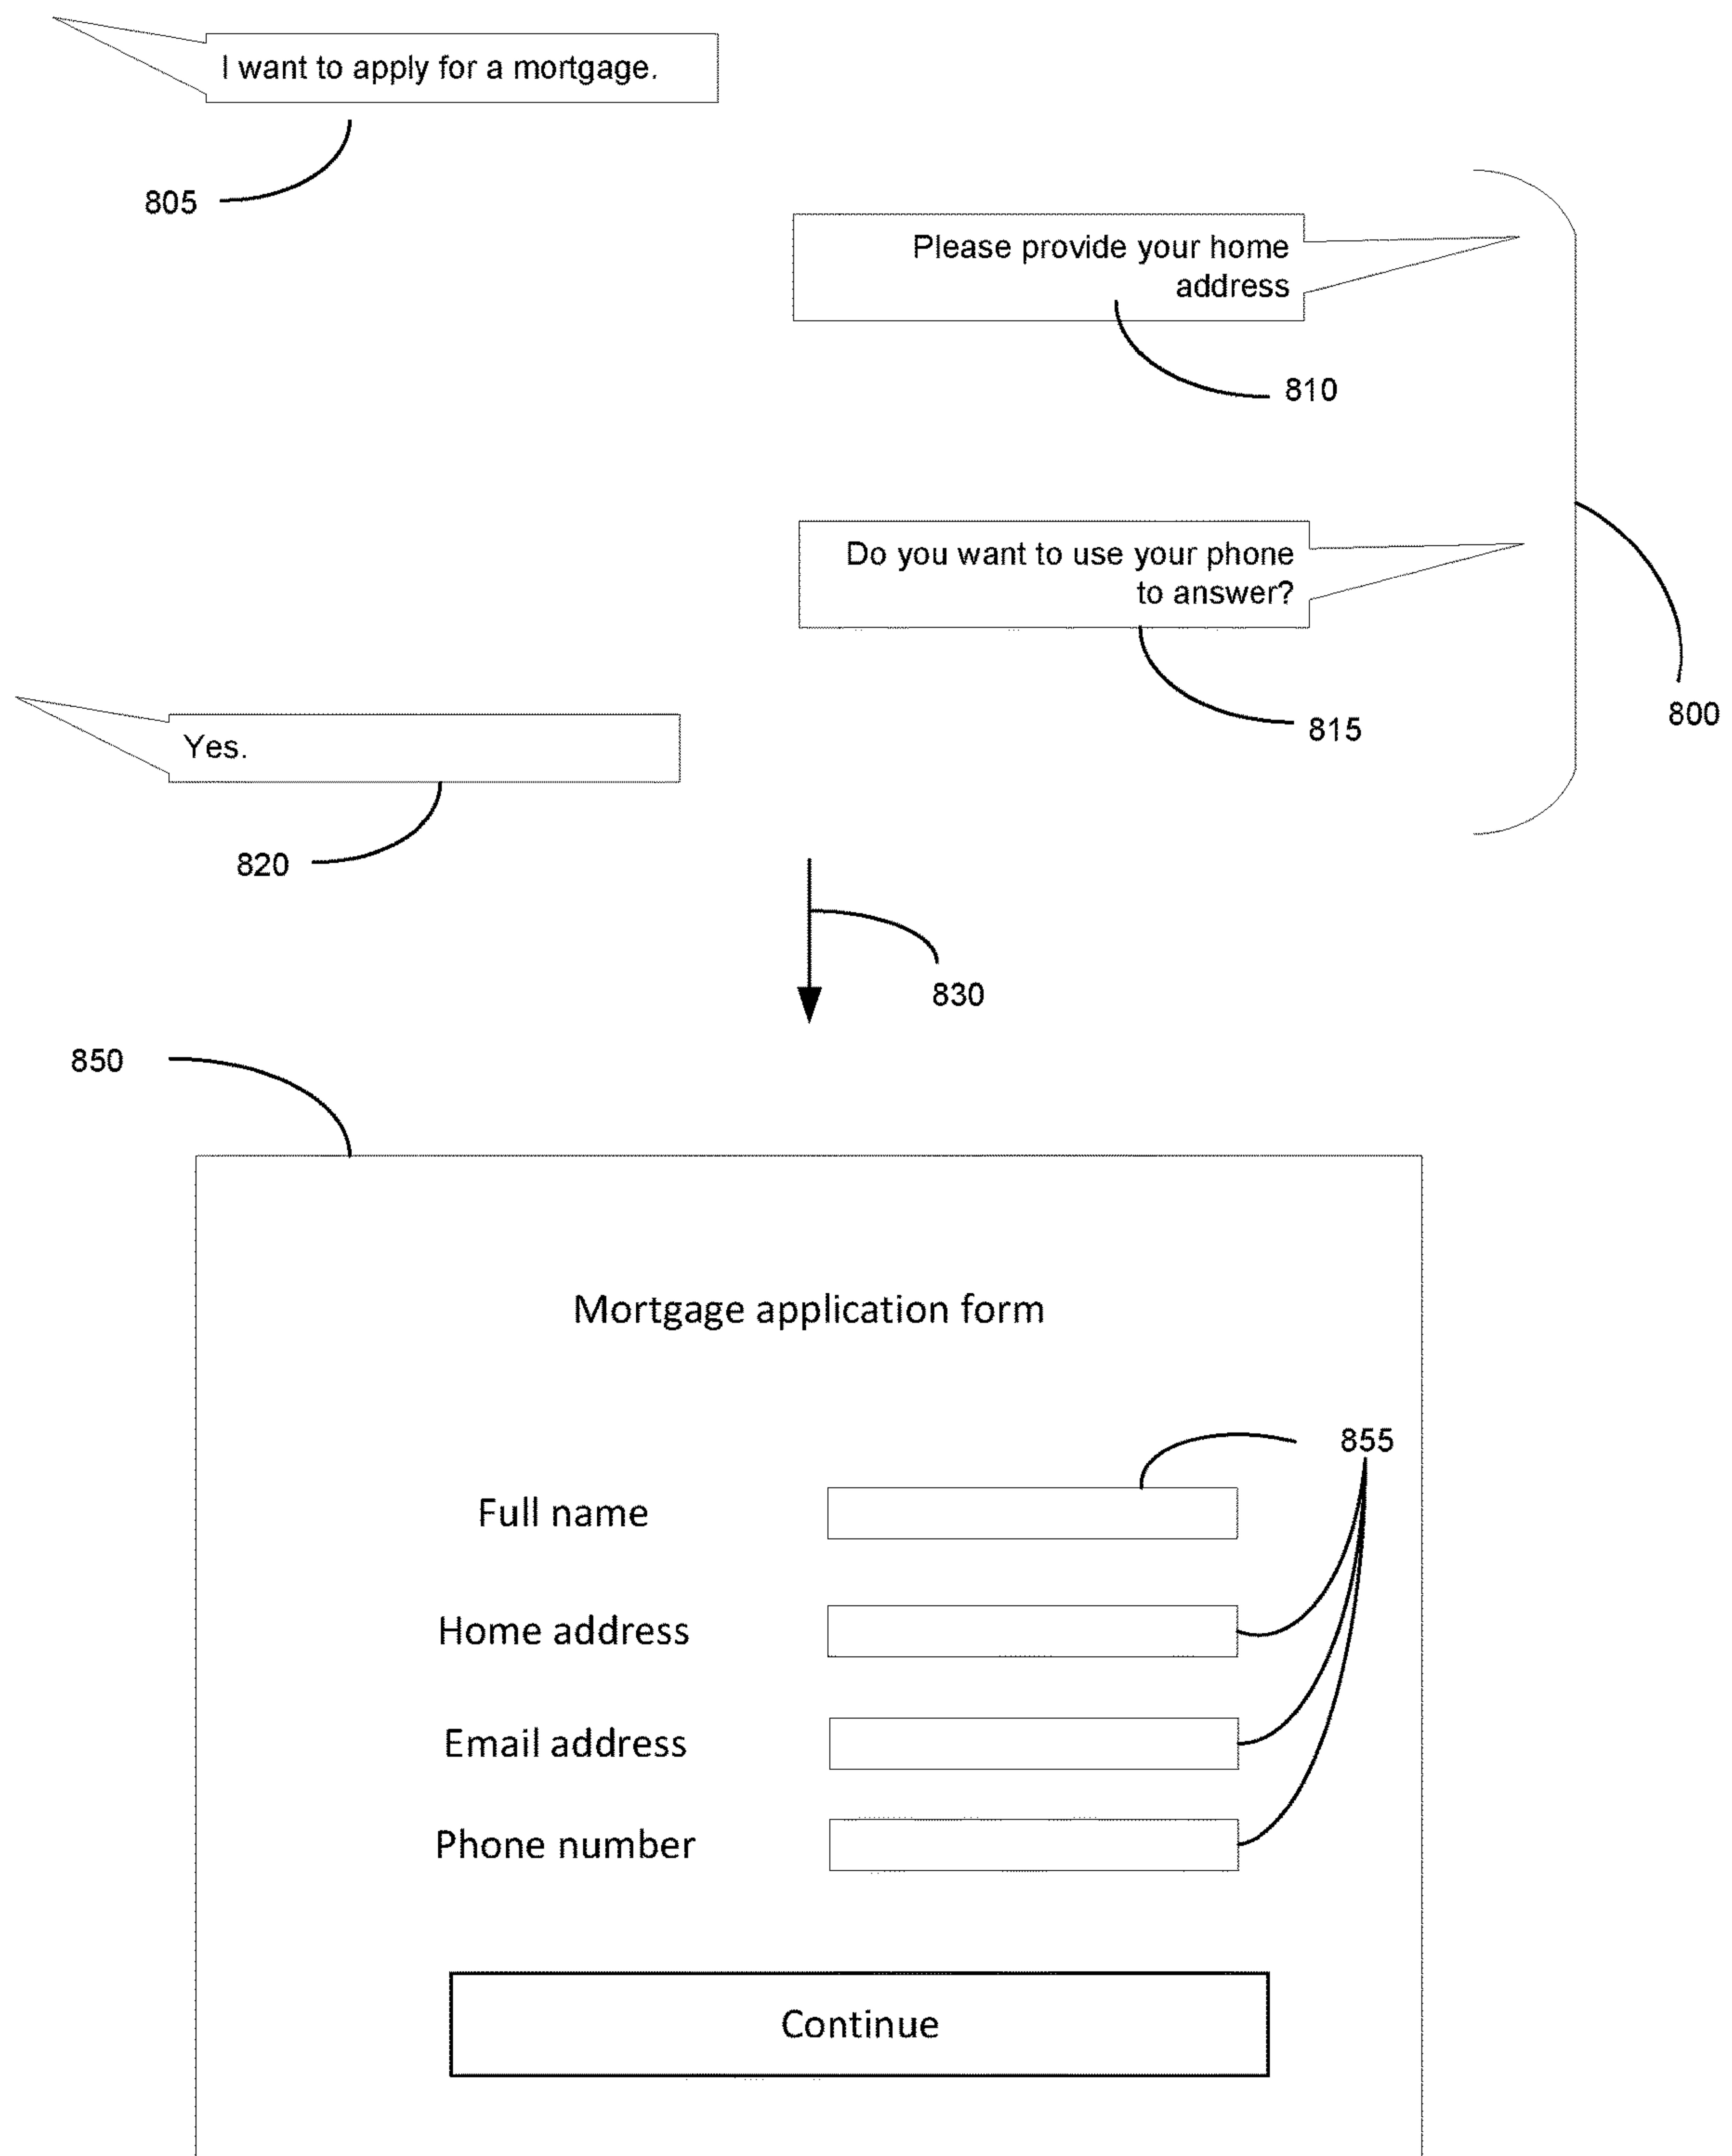 I want to apply for a mortgage.
805
Please provide your home
address
810
Do you want to use your phone
to answer?
815
800
Yes.
820
830
850
Mortgage application form
855
Full name
Home address
Email address
Phone number
Continue